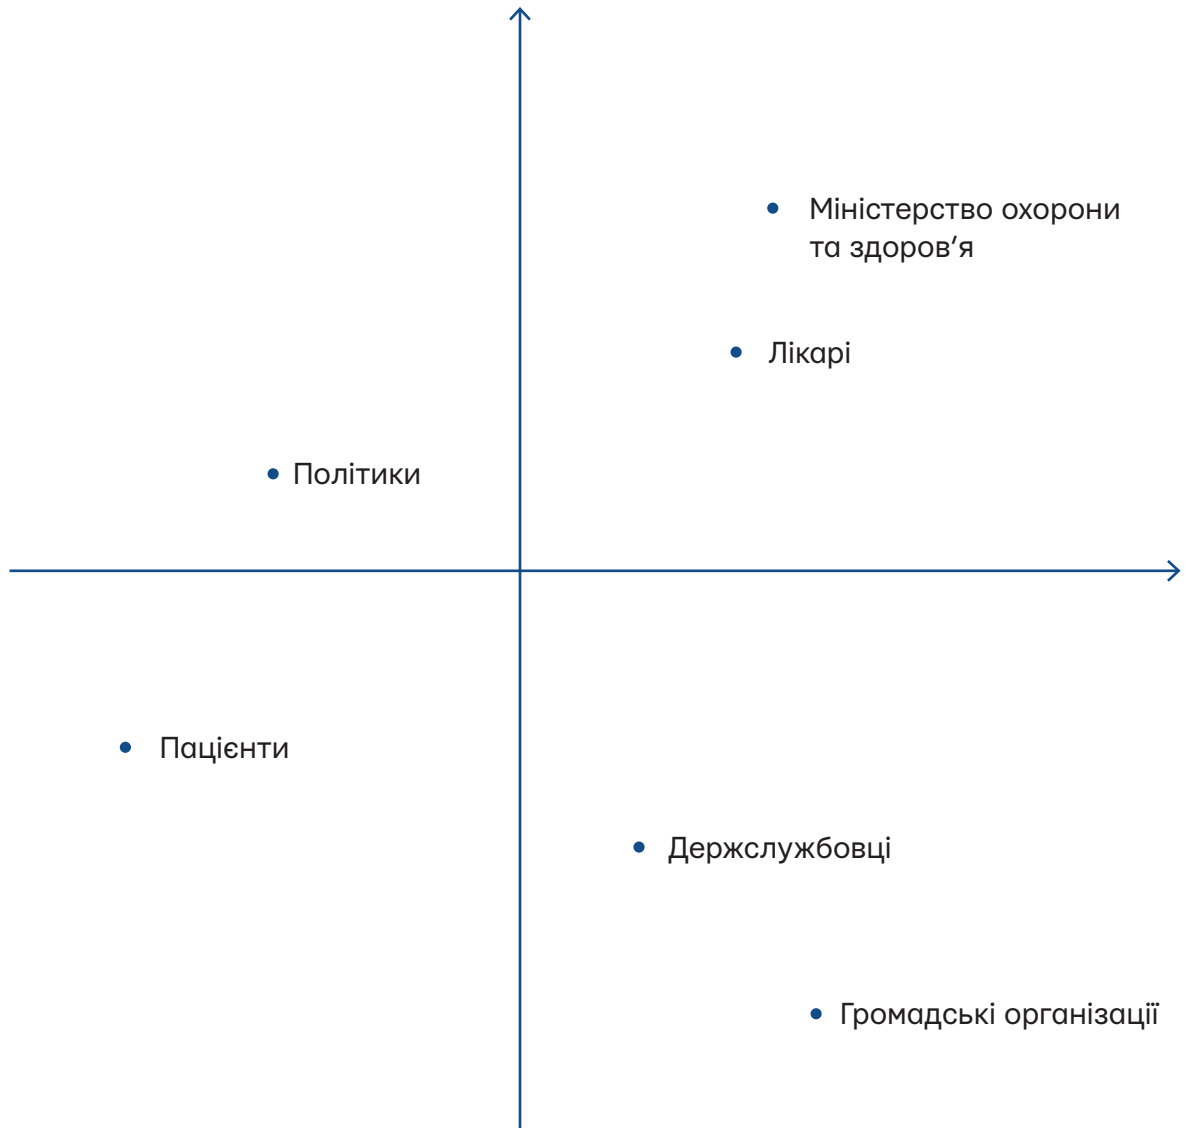 Міністерство охорони
та здоров’я
Лікарі
Політики
Пацієнти
Держслужбовці
Громадські організації